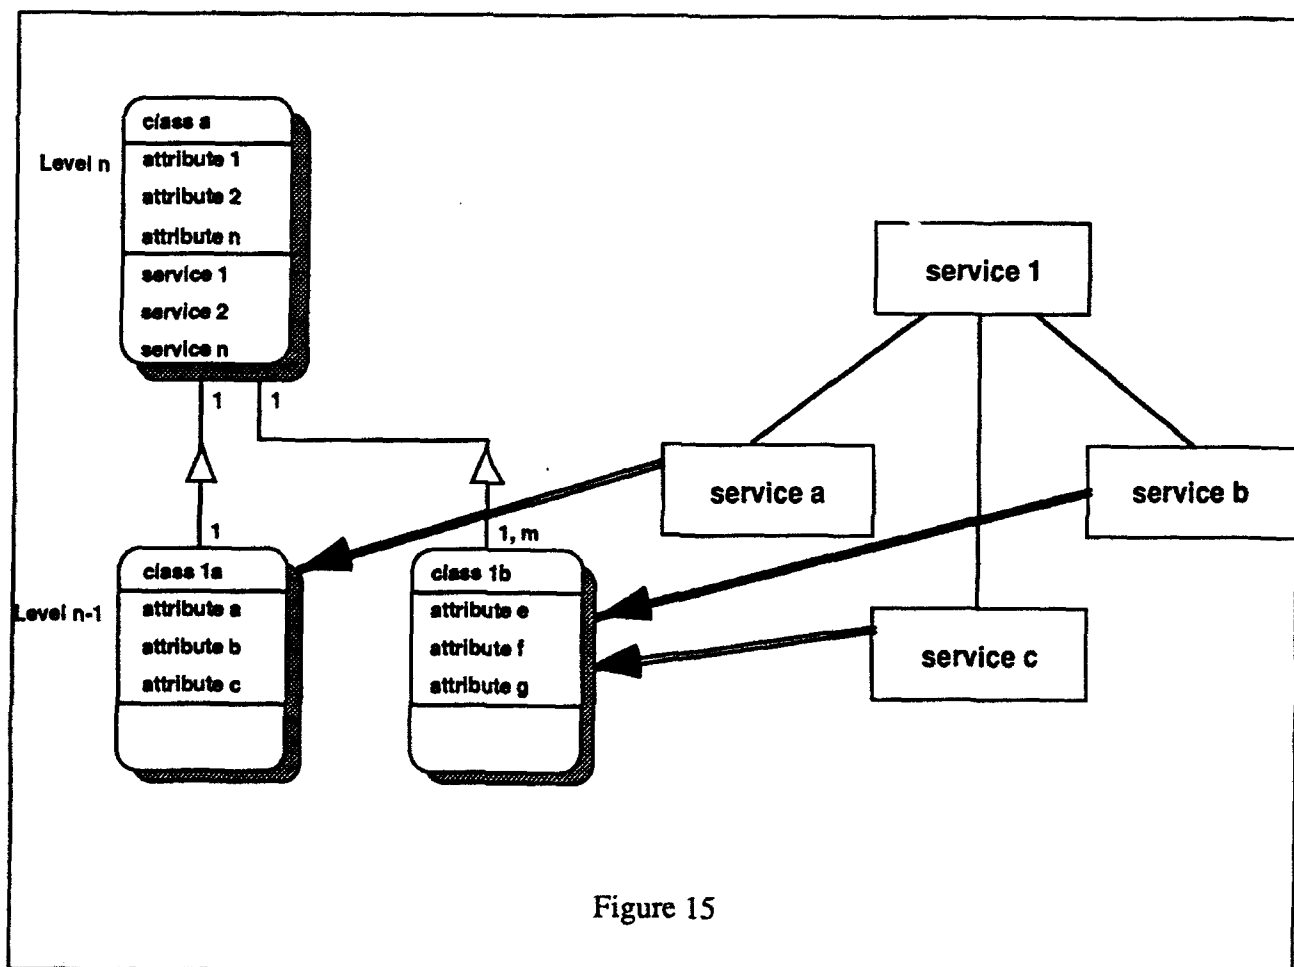 class a
Level n
attribute 1
attribute 2
attribute n
service 1
service 2
service n
1
1
1
1, m
class 1a
Level n-1
attribute a
attribute b
attribute c
class 1b
attribute e
attribute f
attribute g
service 1
service a
service b
service c
Figure 15